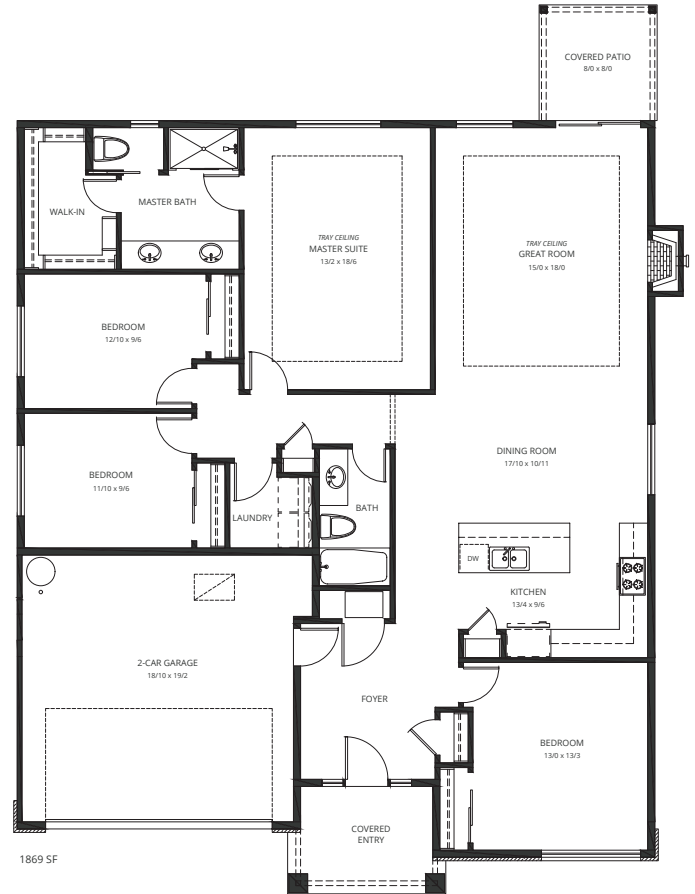 COVERED PATIO
8/0 x 8/0
WALK-IN
MASTER BATH
TRAY CEILING
MASTER SUITE
13/2 x 18/6
TRAY CEILING
GREAT ROOM
15/0 x 18/0
BEDROOM
12/10 x 9/6
DINING ROOM
17/10 x 10/11
BEDROOM
11/10 x 9/6
LAUNDRY
BATH
DW
KITCHEN
13/4 x 9/6
2-CAR GARAGE
18/10 x 19/2
FOYER
BEDROOM
13/0 x 13/3
COVERED
ENTRY
1869 SF